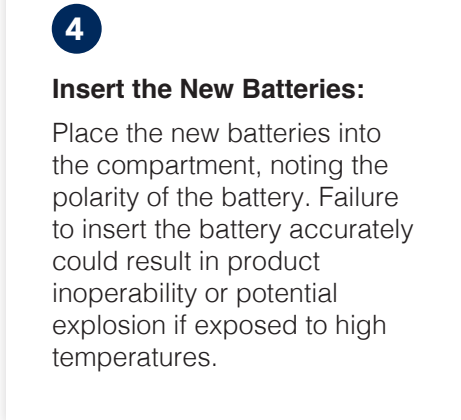 4
Insert the New Batteries:
Place the new batteries into
the compartment, noting the
polarity of the battery. Failure
to insert the battery accurately
could result in product
inoperability or potential
explosion if exposed to high
temperatures.